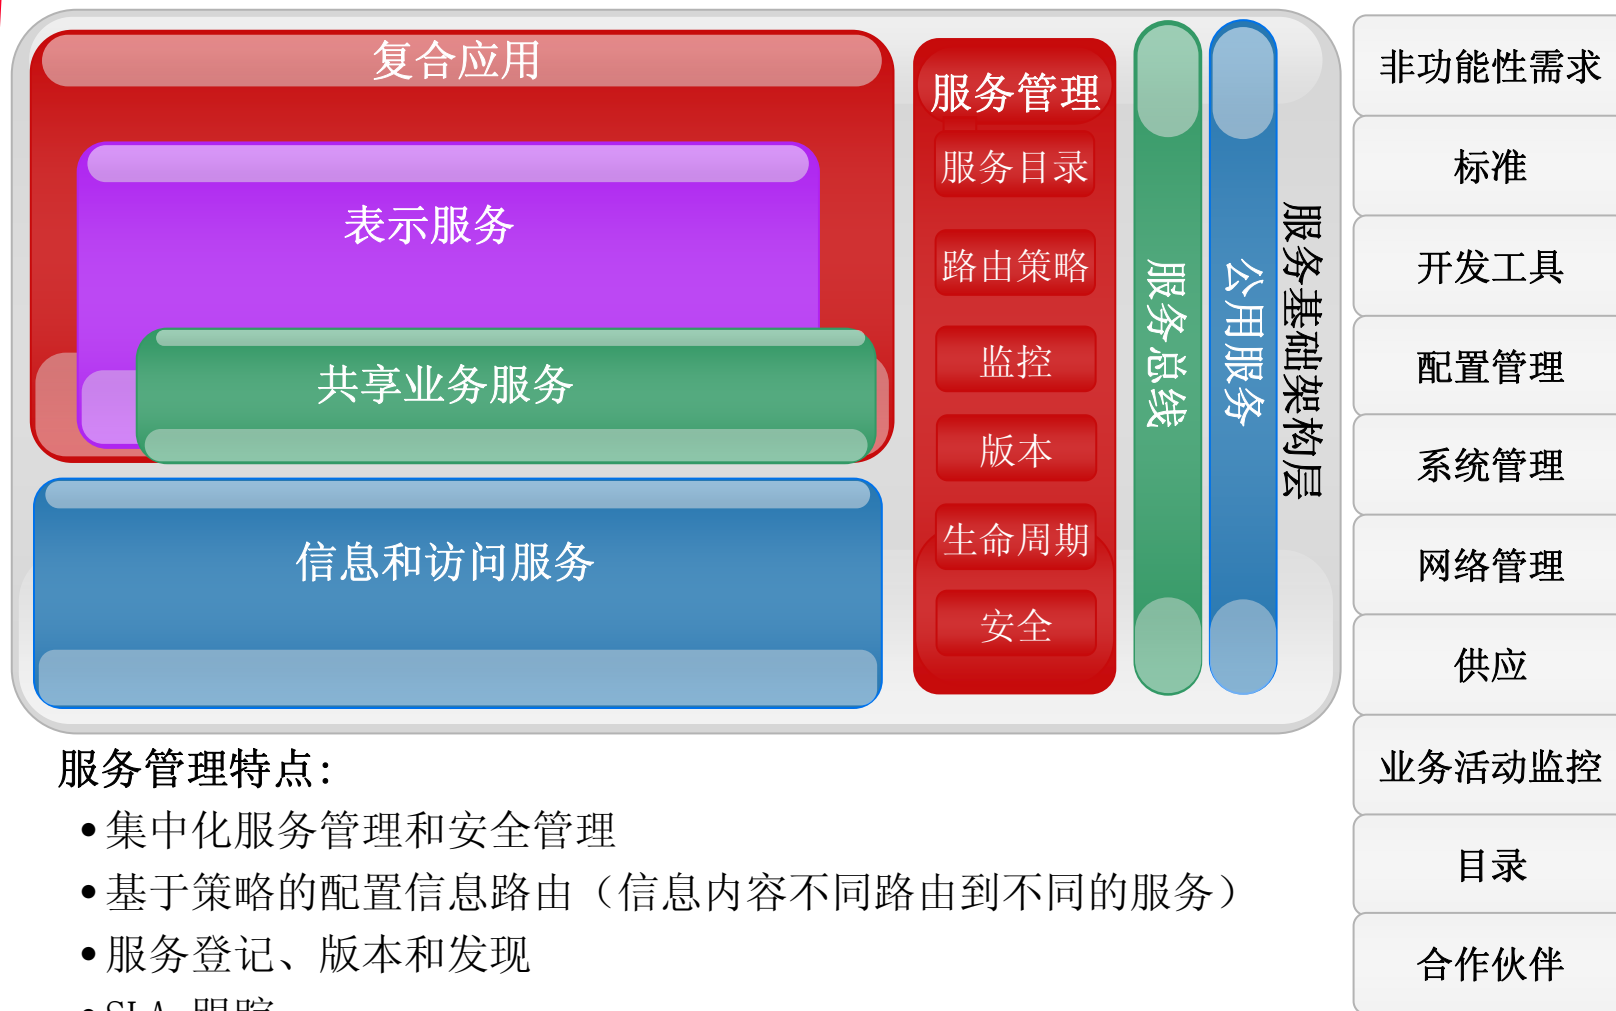 复合应用
表示服务
共享业务服务
信息和访问服务
服务管理
服务目录
路由策略
监控
版本
生命周期
安全
服务总线
公用服务
服务基础架构层
非功能性需求
标准
开发工具
配置管理
系统管理
网络管理
供应
业务活动监控
目录
合作伙伴
服务管理特点:
•集中化服务管理和安全管理
•基于策略的配置信息路由（信息内容不同路由到不同的服务）
•服务登记、版本和发现
•SLA 跟踪